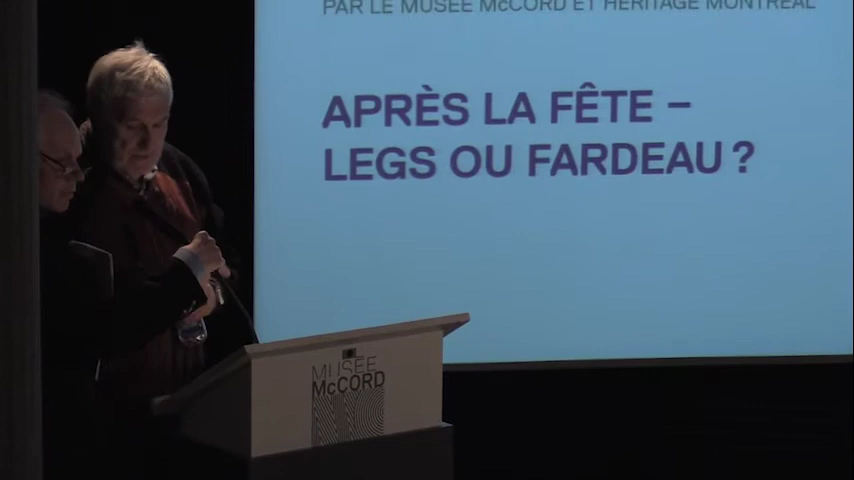 PAR LE MUSÉE McCORD ET HÉRITAGE MONTRÉAL
APRÈS LA FÊTE –
LEGS OU FARDEAU ?
MUSÉE
McCORD